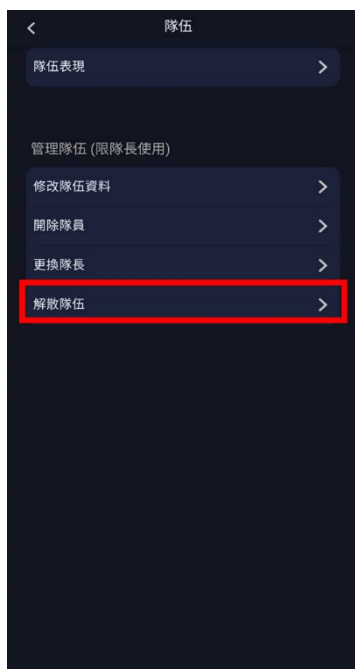 隊伍
隊伍表現
管理隊伍 (限隊長使用)
修改隊伍資料
開除隊員
更換隊長
解散隊伍